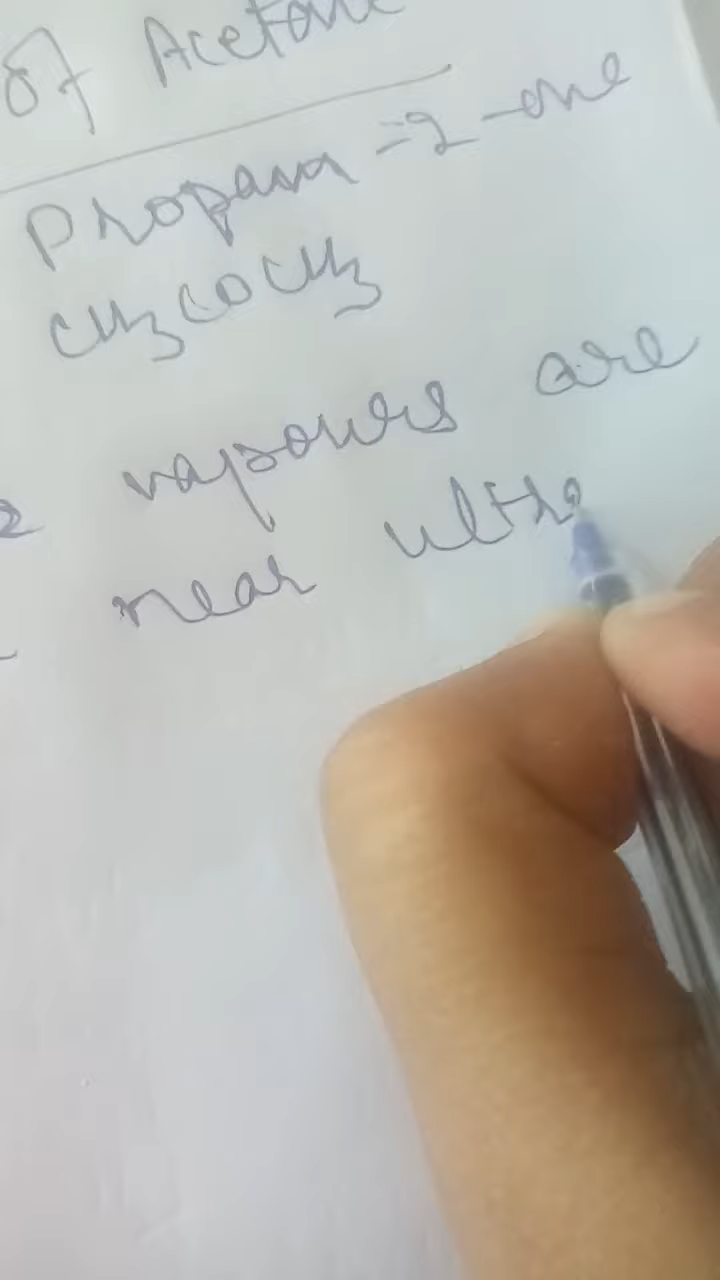 of Acetone
Propan-2-one
CH3COCH3
vapours are
near ultra